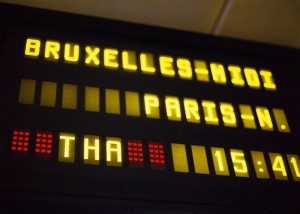 BRUXELLES-MIDI
PARIS-N.
THA 15:41